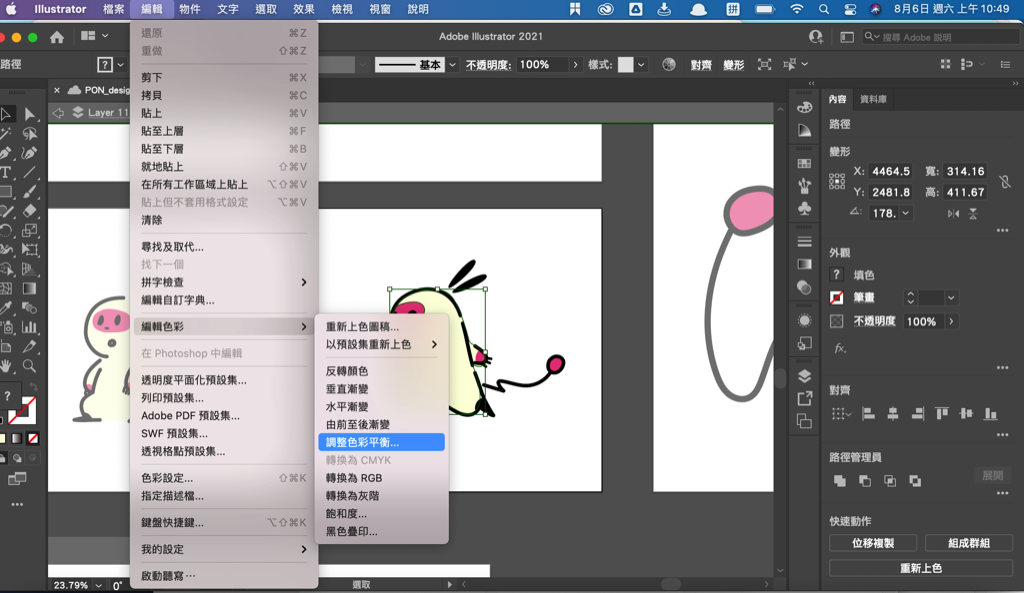 Illustrator 檔案 編輯 物件 文字 選取 效果 檢視 視窗 說明 拼 8月6日 週六 上午10:49
Adobe Illustrator 2021
搜尋 Adobe 說明
路徑 ? 基本 不透明度: 100% 樣式: 對齊 變形
× PON_desig
Layer 11
還原 ⌘Z
重做 ⇧⌘Z
剪下 ⌘X
拷貝 ⌘C
貼上 ⌘V
貼至上層 ⌘F
貼至下層 ⌘B
就地貼上 ⇧⌘V
在所有工作區域上貼上 ⌥⇧⌘V
貼上但不套用格式設定 ⌥⌘V
清除
尋找及取代...
找下一個
拼字檢查
編輯自訂字典...
編輯色彩
在 Photoshop 中編輯
透明度平面化預設集...
列印預設集...
Adobe PDF 預設集...
SWF 預設集...
透視格點預設集...
色彩設定... ⇧⌘K
指定描述檔...
鍵盤快捷鍵... ⌥⇧⌘K
我的設定
啟動聽寫⋯
重新上色圖稿...
以預設集重新上色
反轉顏色
垂直漸變
水平漸變
由前至後漸變
調整色彩平衡...
轉換為 CMYK
轉換為 RGB
轉換為灰階
飽和度...
黑色疊印...
23.79% 0° 選取
內容 資料庫
路徑
變形
X: 4464.5 寬: 314.16
Y: 2481.8 高: 411.67
178.
外觀
? 填色
筆畫
不透明度 100%
fx.
對齊
路徑管理員
展開
快速動作
位移複製 組成群組
重新上色